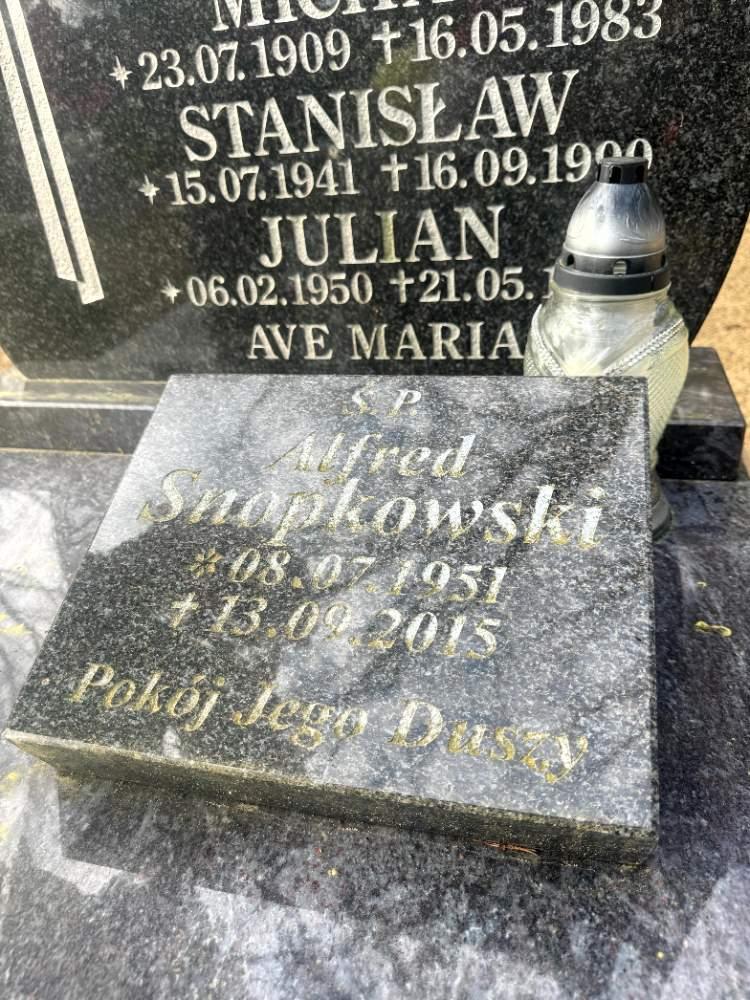 * 23.07.1909 † 16.05.1983
STANISŁAW
* 15.07.1941 † 16.09.1990
JULIAN
* 06.02.1950 † 21.05.
AVE MARIA
Ś.P.
Alfred
Snopkowski
* 08.07.1951
† 13.09.2015
Pokój Jego Duszy